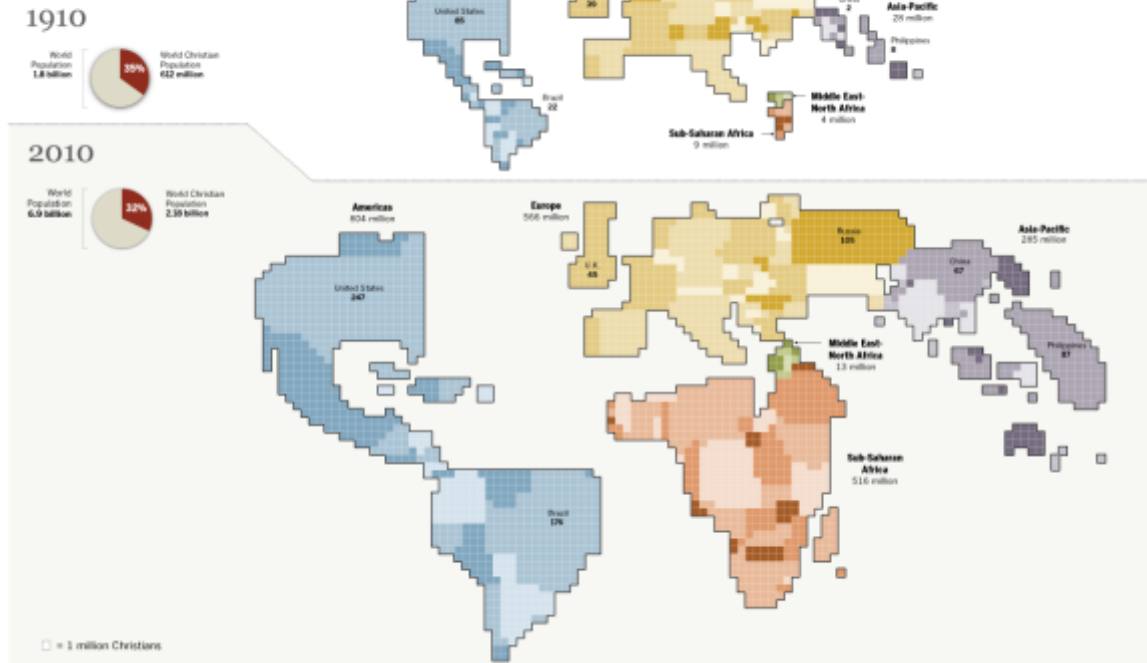 1910
World
Population
1.8 billion
35%
World Christian
Population
612 million
United States
85
39
2
Asia-Pacific
28 million
Philippines
8
Brazil
22
Middle East-
North Africa
4 million
Sub-Saharan Africa
9 million
2010
World
Population
6.9 billion
32%
World Christian
Population
2.18 billion
Americas
804 million
Europe
566 million
Asia-Pacific
285 million
United States
247
U.K.
45
Russia
105
China
67
Philippines
87
Middle East-
North Africa
13 million
Sub-Saharan
Africa
516 million
Brazil
176
= 1 million Christians